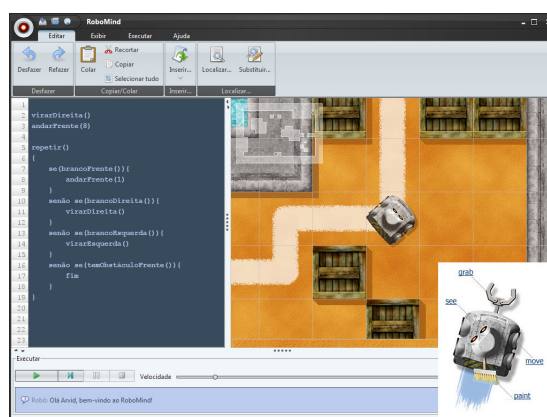 RoboMind
Editar Exibir Executar Ajuda
Desfazer Refazer Colar Recortar Copiar Selecionar tudo Inserir... Localizar... Substituir...
Desfazer Copiar/Colar Inserir... Localizar...
1
2 virarDireita()
3 andarFrente(8)
4
5 repetir()
6 {
7 se(brancoFrente()){
8 andarFrente(1)
9 }
10 senão se(brancoDireita()){
11 virarDireita()
12 }
13 senão se(brancoEsquerda()){
14 virarEsquerda()
15 }
16 senão se(temObstáculoFrente()){
17 fim
18 }
19 }
20
21
22
23
grab
see
move
paint
Executar
Velocidade
Robô: Olá Arvid, bem-vindo ao RoboMind!